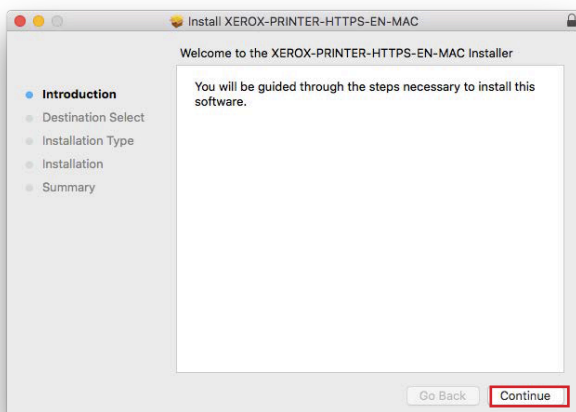 Install XEROX-PRINTER-HTTPS-EN-MAC
Welcome to the XEROX-PRINTER-HTTPS-EN-MAC Installer
Introduction
Destination Select
Installation Type
Installation
Summary
You will be guided through the steps necessary to install this
software.
Go Back
Continue